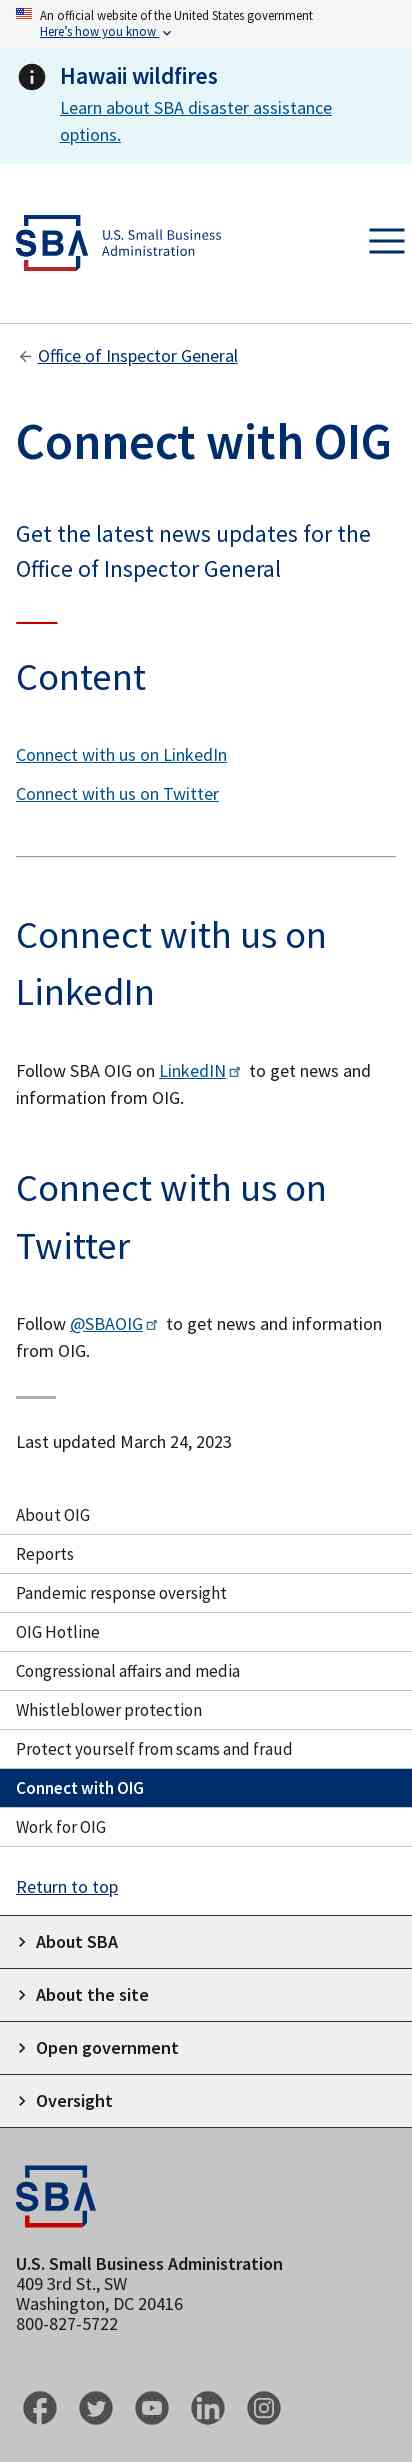 An official website of the United States government
Here's how you know
Hawaii wildfires
Learn about SBA disaster assistance
options.
SBA
U.S. Small Business
Administration
Office of Inspector General
Connect with OIG
Get the latest news updates for the
Office of Inspector General
Content
Connect with us on LinkedIn
Connect with us on Twitter
Connect with us on
LinkedIn
Follow SBA OIG on LinkedIN to get news and
information from OIG.
Connect with us on
Twitter
Follow @SBAOIG to get news and information
from OIG.
Last updated March 24, 2023
About OIG
Reports
Pandemic response oversight
OIG Hotline
Congressional affairs and media
Whistleblower protection
Protect yourself from scams and fraud
Connect with OIG
Work for OIG
Return to top
About SBA
About the site
Open government
Oversight
SBA
U.S. Small Business Administration
409 3rd St., SW
Washington, DC 20416
800-827-5722